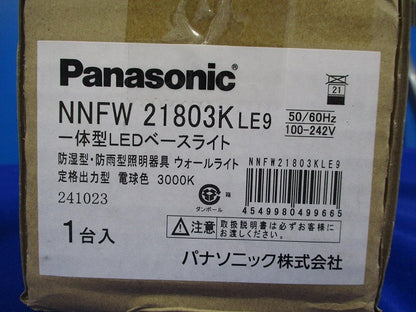 Panasonic®
21
NNFW 21803K LE9
50/60Hz
100-242V
一体型LEDベースライト
防湿型・防雨型照明器具 ウォールライト
定格出力型 電球色 3000K
NNFW21803KLE9
241023
箱
ダンボール
4549980499665
1台入
注意 取扱説明書は必ずお客様に
お渡しください。
パナソニック株式会社